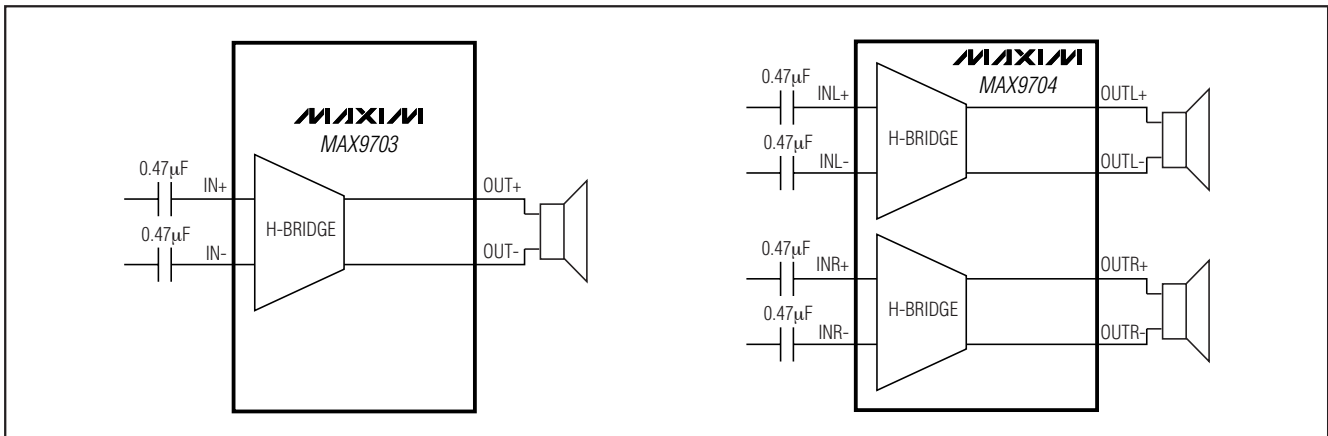 MAXIM
MAX9703
0.47μF
IN+
OUT+
H-BRIDGE
0.47μF
IN-
OUT-
MAXIM
MAX9704
0.47μF
INL+
OUTL+
H-BRIDGE
0.47μF
INL-
OUTL-
0.47μF
INR+
OUTR+
H-BRIDGE
0.47μF
INR-
OUTR-